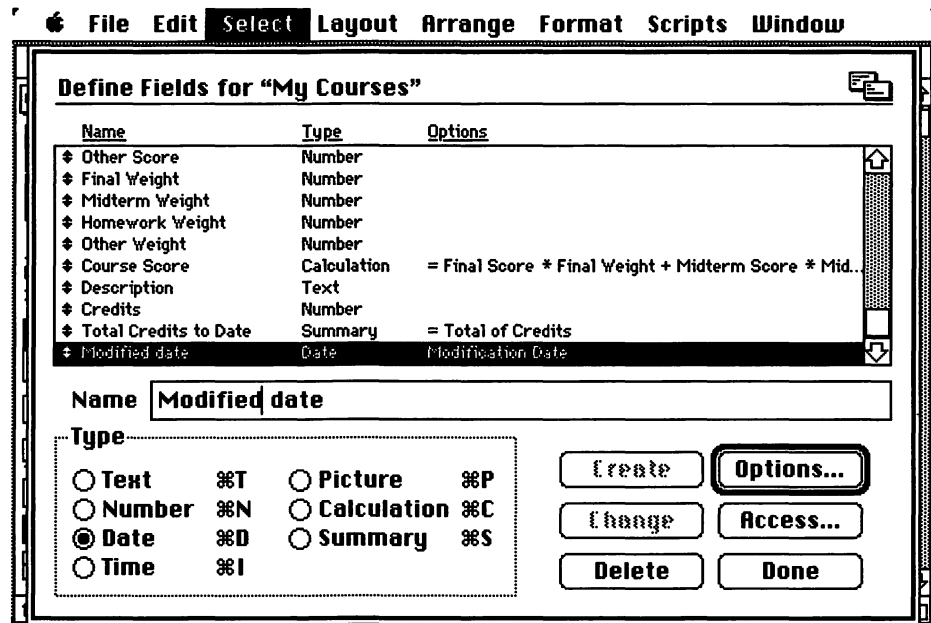 File Edit Select Layout Arrange Format Scripts Window
Define Fields for “My Courses”
Name Type Options
Other Score Number
Final Weight Number
Midterm Weight Number
Homework Weight Number
Other Weight Number
Course Score Calculation = Final Score * Final Weight + Midterm Score * Mid...
Description Text
Credits Number
Total Credits to Date Summary = Total of Credits
Modified date Date Modification Date
Name Modified date
Type
Text ⌘T Picture ⌘P
Number ⌘N Calculation ⌘C
Date ⌘D Summary ⌘S
Time ⌘I
Create Options...
Change Access...
Delete Done